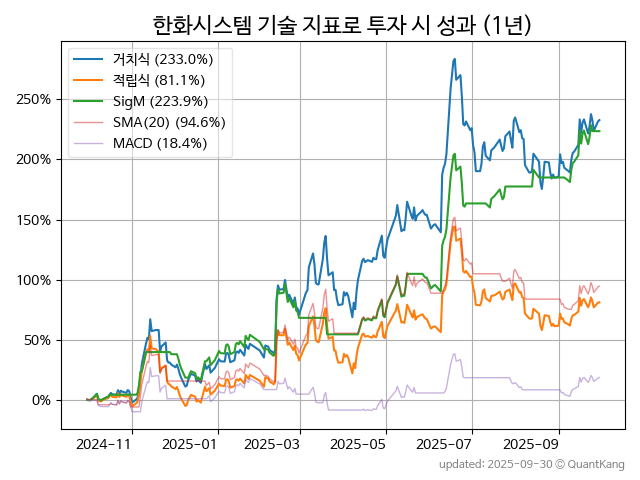 한화시스템 기술 지표로 투자 시 성과 (1년)
거치식 (233.0%)
적립식 (81.1%)
SigM (223.9%)
SMA(20) (94.6%)
MACD (18.4%)
250%
200%
150%
100%
50%
0%
2024-11 2025-01 2025-03 2025-05 2025-07 2025-09
updated: 2025-09-30 © QuantKang